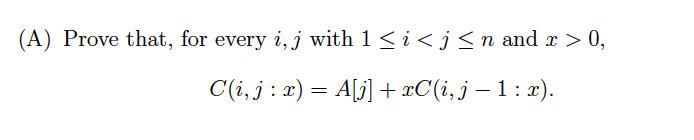 (A) Prove that, for every i, j with 1 ≤ i < j ≤ n and x > 0,
C(i, j : x) = A[j] + xC(i, j − 1 : x).